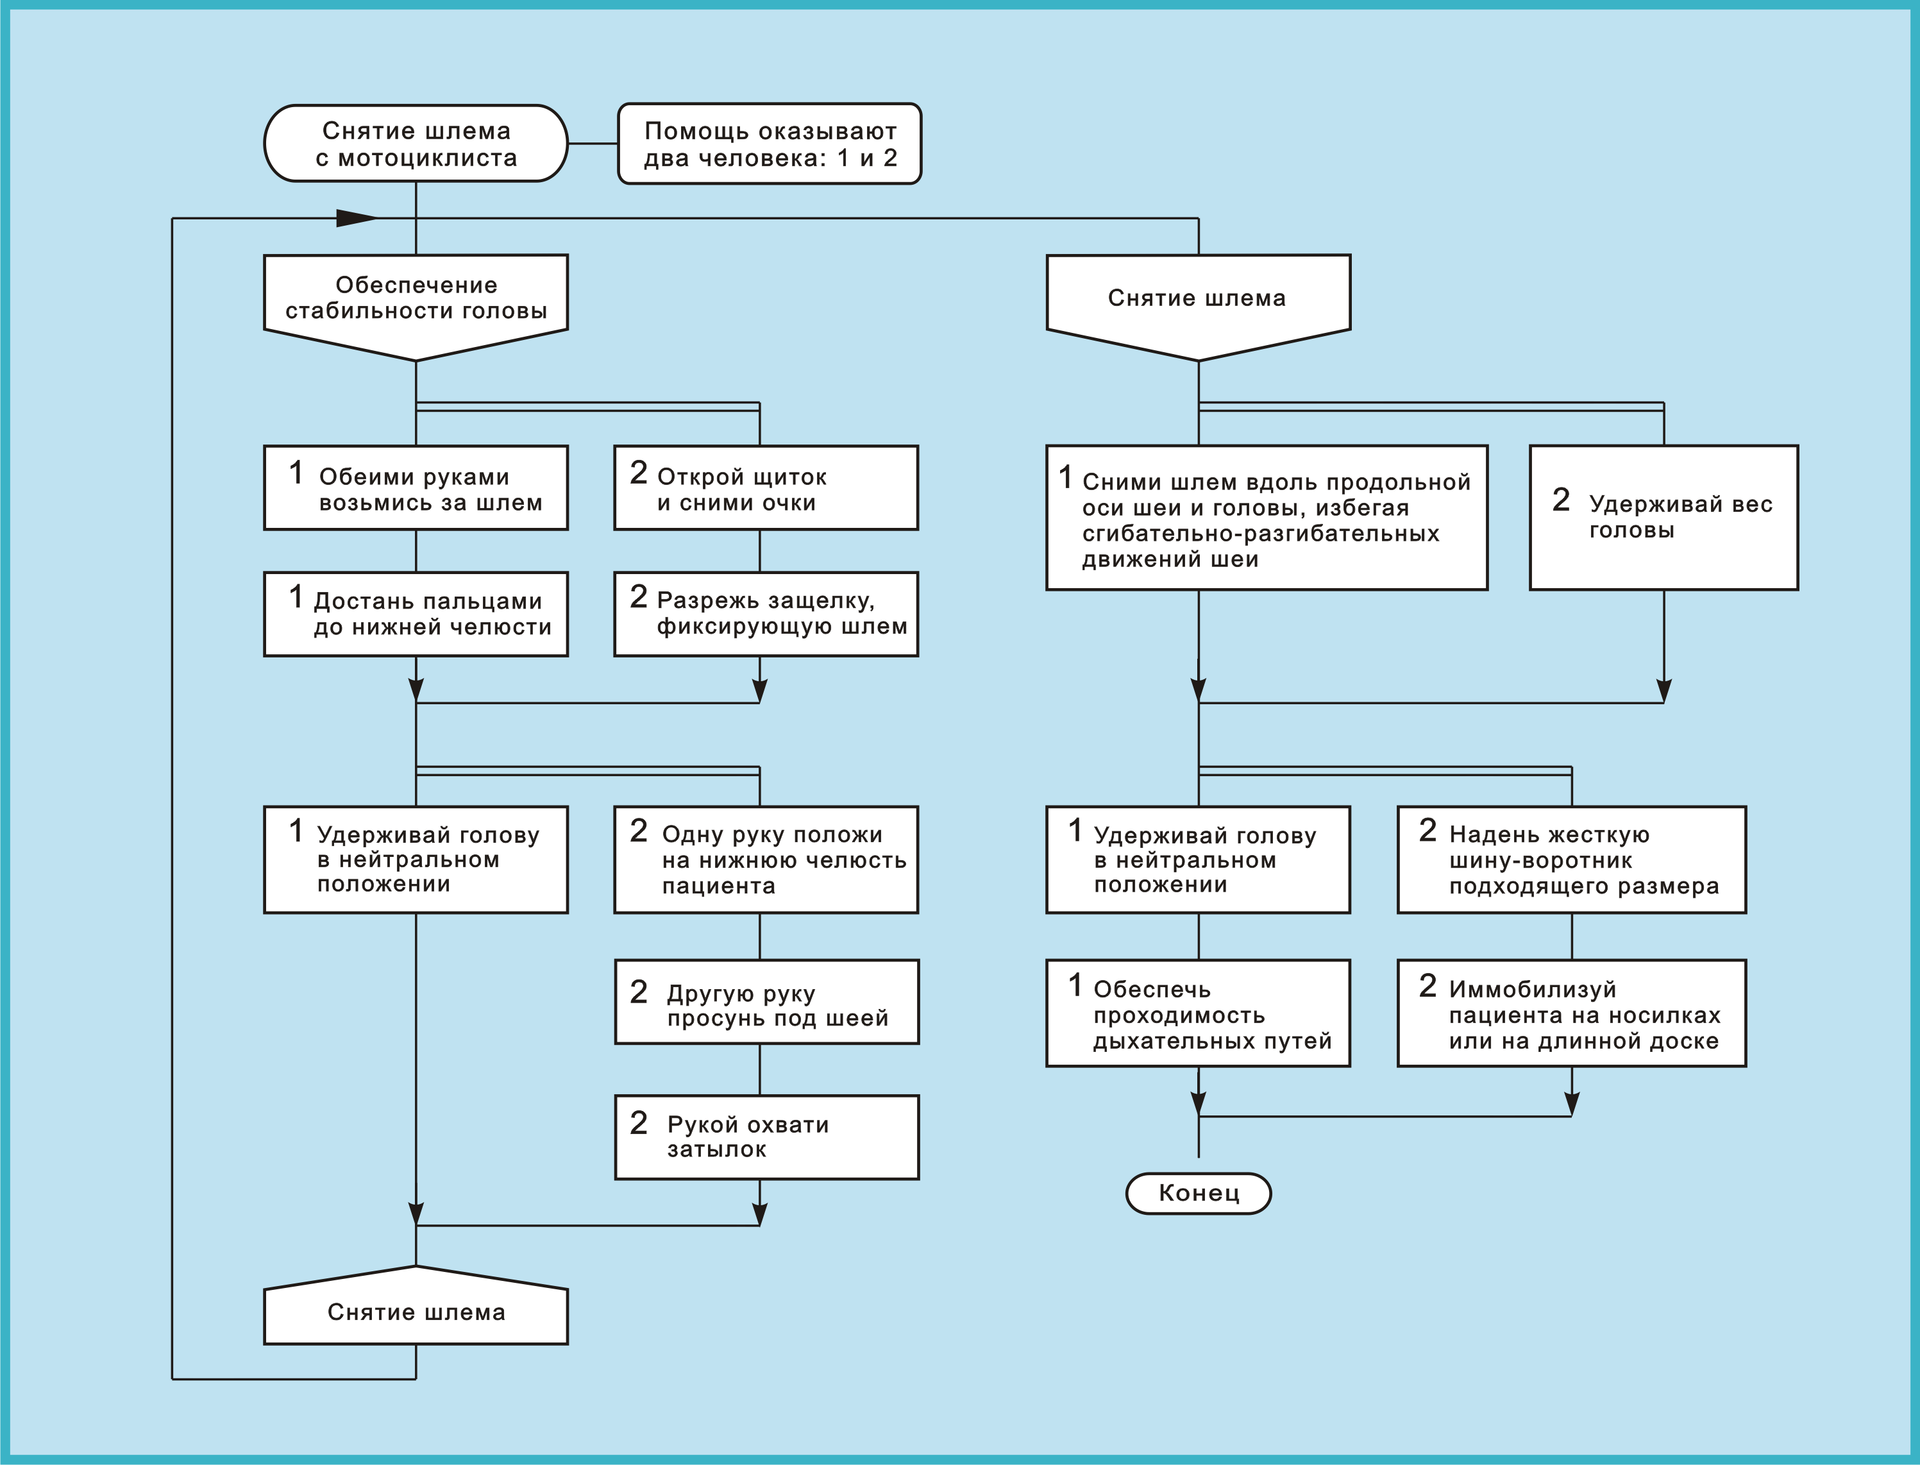 Снятие шлема
с мотоциклиста
Помощь оказывают
два человека: 1 и 2
Обеспечение
стабильности головы
1 Обеими руками
возьмись за шлем
2 Открой щиток
и сними очки
1 Достань пальцами
до нижней челюсти
2 Разрежь защелку,
фиксирующую шлем
1 Удерживай голову
в нейтральном
положении
2 Одну руку положи
на нижнюю челюсть
пациента
2 Другую руку
просунь под шеей
2 Рукой охвати
затылок
Снятие шлема
Снятие шлема
1 Сними шлем вдоль продольной
оси шеи и головы, избегая
сгибательно-разгибательных
движений шеи
2 Удерживай вес
головы
1 Удерживай голову
в нейтральном
положении
2 Надень жесткую
шину-воротник
подходящего размера
1 Обеспечь
проходимость
дыхательных путей
2 Иммобилизуй
пациента на носилках
или на длинной доске
Конец